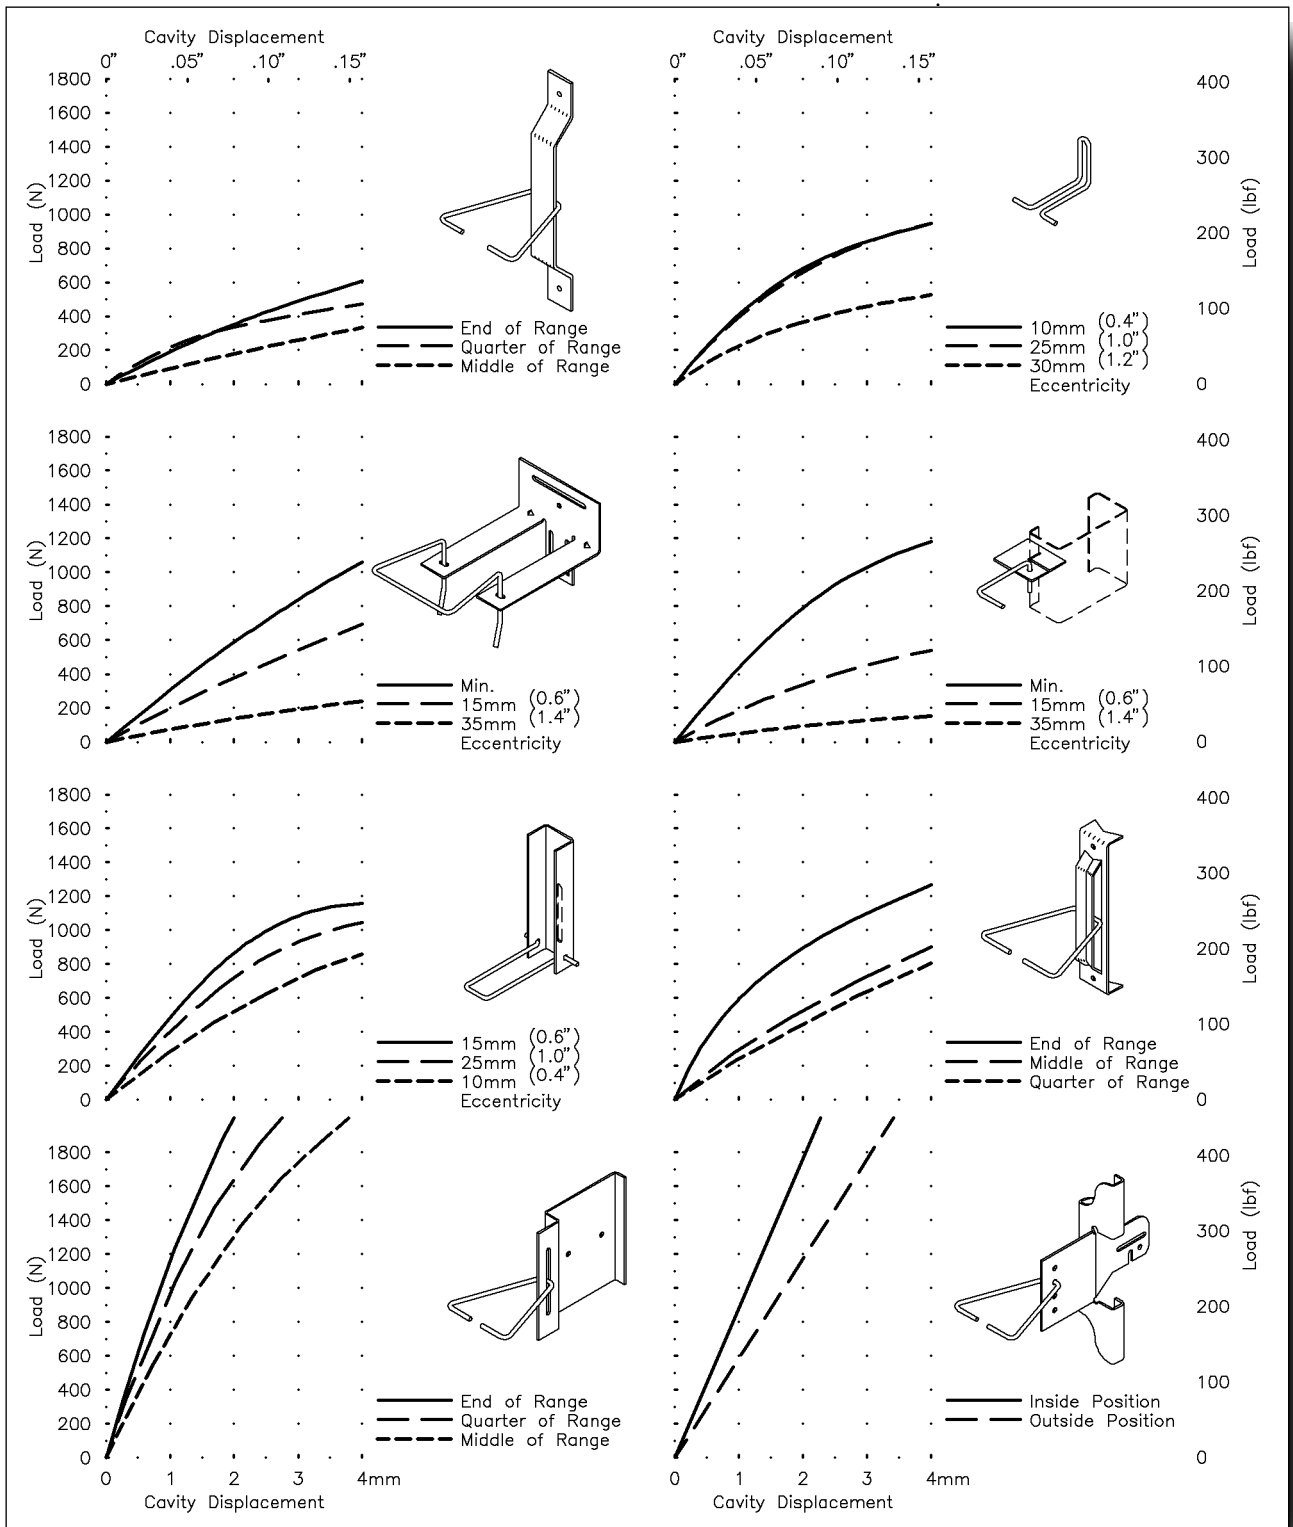 Cavity Displacement
0" .05" .10" .15"
1800
1600
1400
1200
1000
800
600
400
200
0
Load (N)
End of Range
Quarter of Range
Middle of Range
Cavity Displacement
0" .05" .10" .15"
400
300
200
100
0
Load (lbf)
10mm (0.4")
25mm (1.0")
30mm (1.2")
Eccentricity
1800
1600
1400
1200
1000
800
600
400
200
0
Load (N)
Min.
15mm (0.6")
35mm (1.4")
Eccentricity
400
300
200
100
0
Load (lbf)
Min.
15mm (0.6")
35mm (1.4")
Eccentricity
1800
1600
1400
1200
1000
800
600
400
200
0
Load (N)
15mm (0.6")
25mm (1.0")
10mm (0.4")
Eccentricity
400
300
200
100
0
Load (lbf)
End of Range
Middle of Range
Quarter of Range
1800
1600
1400
1200
1000
800
600
400
200
0
Load (N)
End of Range
Quarter of Range
Middle of Range
0 1 2 3 4mm
Cavity Displacement
400
300
200
100
0
Load (lbf)
Inside Position
Outside Position
0 1 2 3 4mm
Cavity Displacement